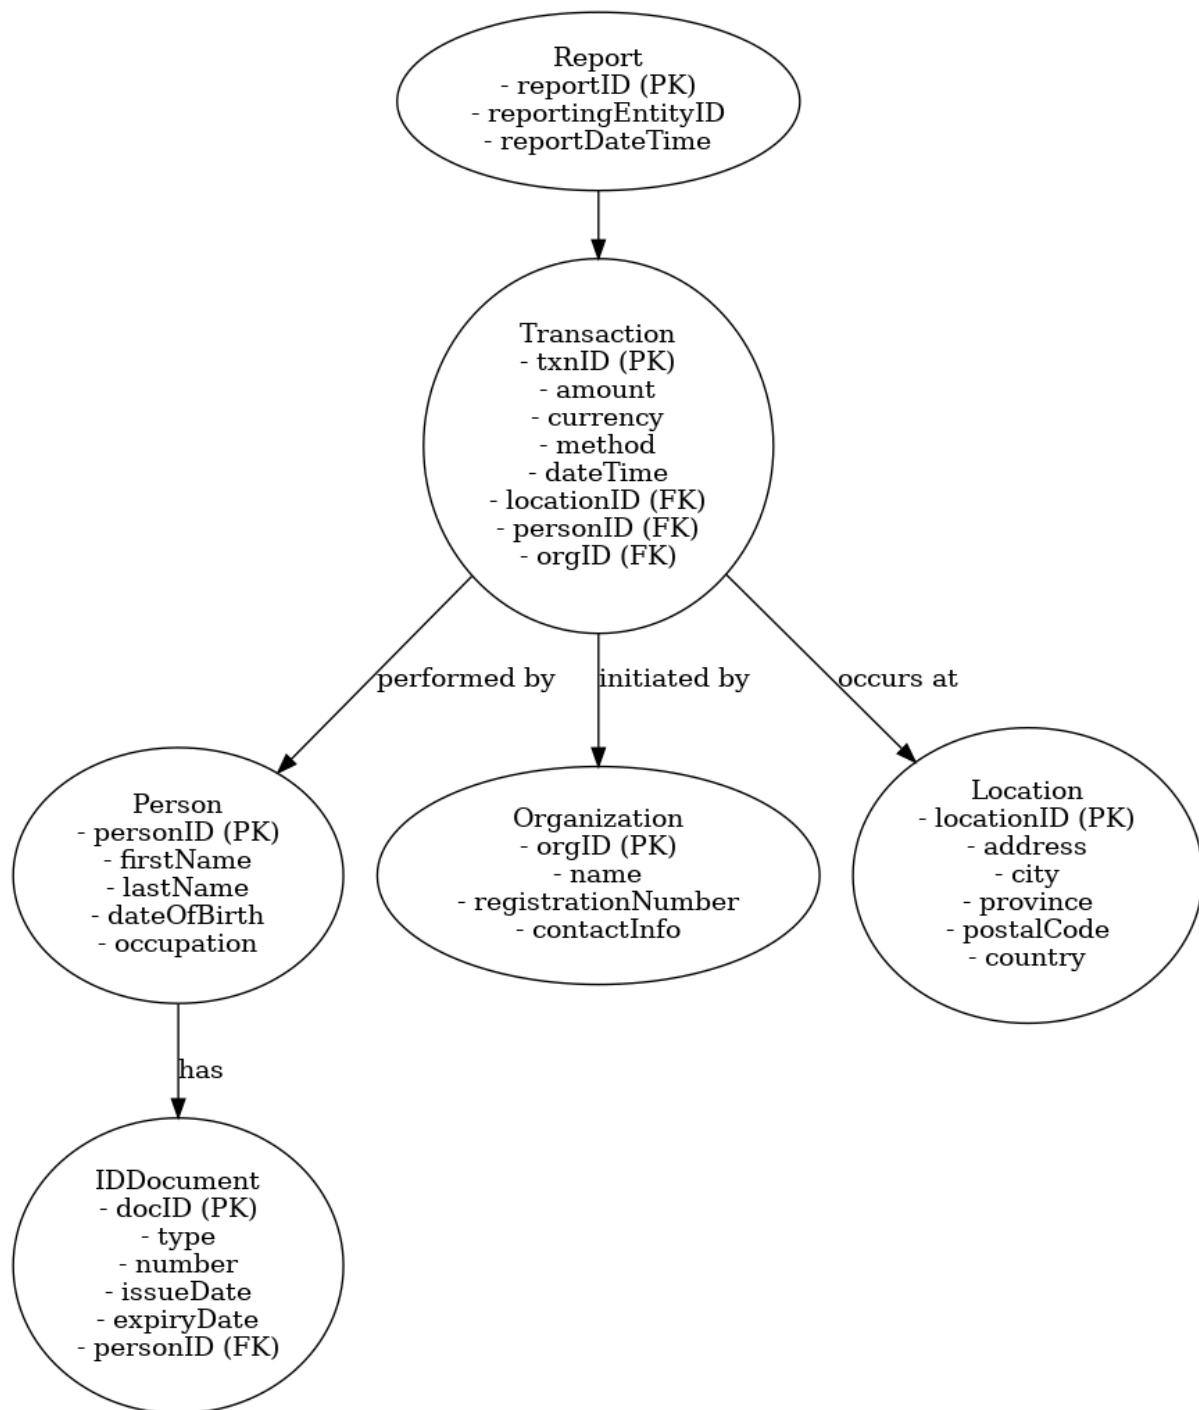 Report
- reportID (PK)
- reportingEntityID
- reportDateTime
Transaction
- txnID (PK)
- amount
- currency
- method
- dateTime
- locationID (FK)
- personID (FK)
- orgID (FK)
performed by
initiated by
occurs at
Person
- personID (PK)
- firstName
- lastName
- dateOfBirth
- occupation
Organization
- orgID (PK)
- name
- registrationNumber
- contactInfo
Location
- locationID (PK)
- address
- city
- province
- postalCode
- country
has
IDDocument
- docID (PK)
- type
- number
- issueDate
- expiryDate
- personID (FK)